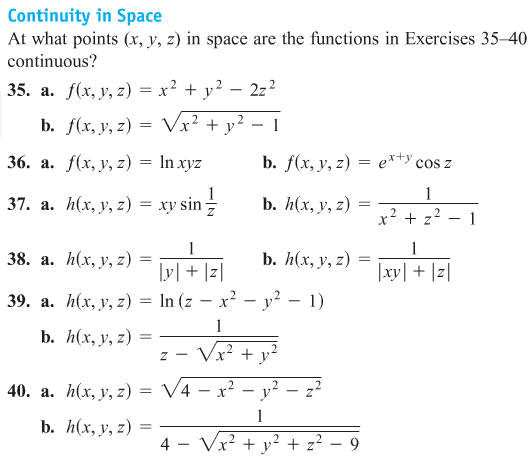 Continuity in Space
At what points (x, y, z) in space are the functions in Exercises 35–40
continuous?
35. a. f(x, y, z) = x² + y² − 2z²
b. f(x, y, z) = √(x² + y² − 1)
36. a. f(x, y, z) = ln xyz b. f(x, y, z) = e^(x+y) cos z
37. a. h(x, y, z) = xy sin 1/z b. h(x, y, z) = 1/(x² + z² − 1)
38. a. h(x, y, z) = 1/(|y| + |z|) b. h(x, y, z) = 1/(|xy| + |z|)
39. a. h(x, y, z) = ln (z − x² − y² − 1)
b. h(x, y, z) = 1/(z − √(x² + y²))
40. a. h(x, y, z) = √(4 − x² − y² − z²)
b. h(x, y, z) = 1/(4 − √(x² + y² + z² − 9))